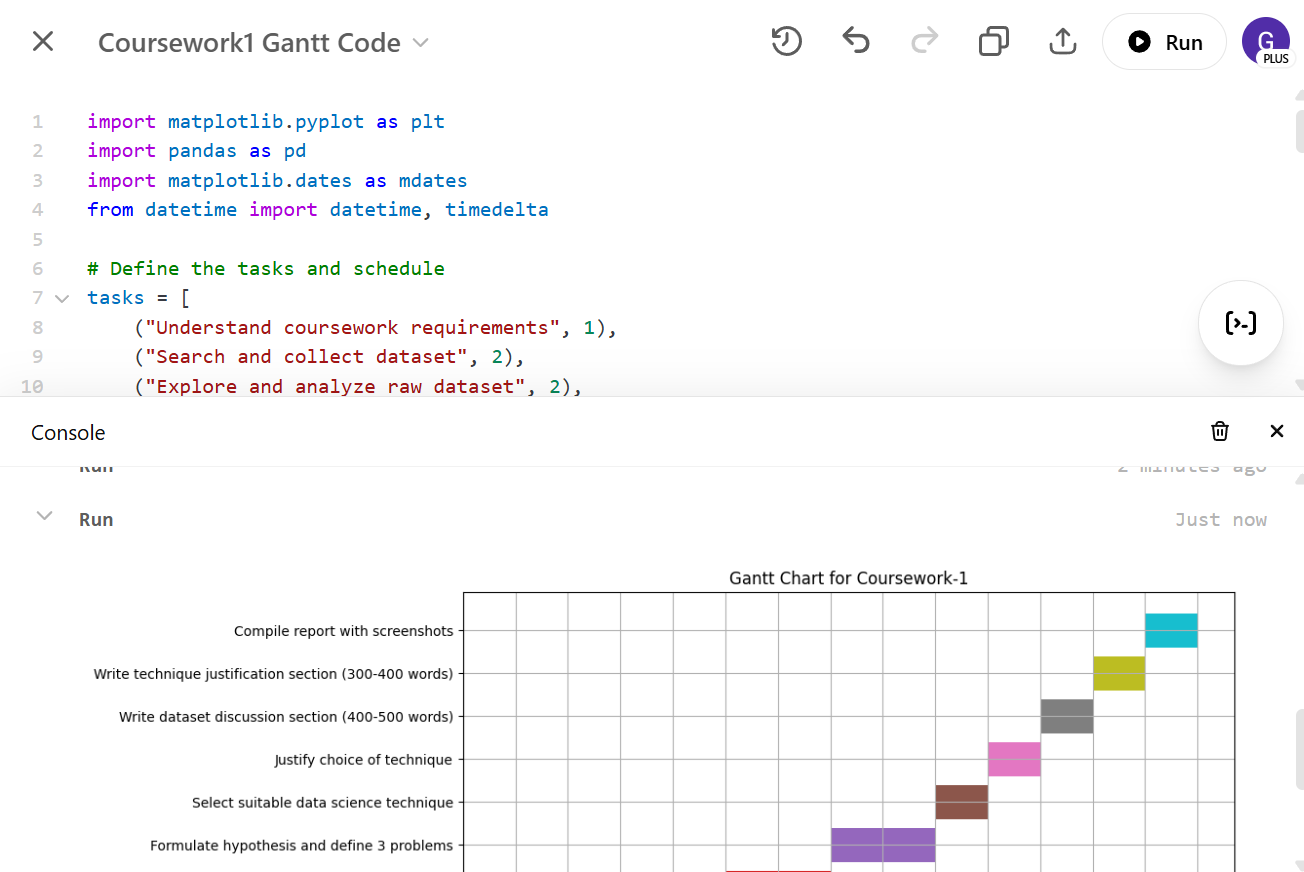 Coursework1 Gantt Code
Run
G
PLUS
1 import matplotlib.pyplot as plt
2 import pandas as pd
3 import matplotlib.dates as mdates
4 from datetime import datetime, timedelta
5
6 # Define the tasks and schedule
7 tasks = [
8 ("Understand coursework requirements", 1),
9 ("Search and collect dataset", 2),
10 ("Explore and analyze raw dataset", 2),
Console
Run 2 minutes ago
Run Just now
Gantt Chart for Coursework-1
Compile report with screenshots
Write technique justification section (300-400 words)
Write dataset discussion section (400-500 words)
Justify choice of technique
Select suitable data science technique
Formulate hypothesis and define 3 problems